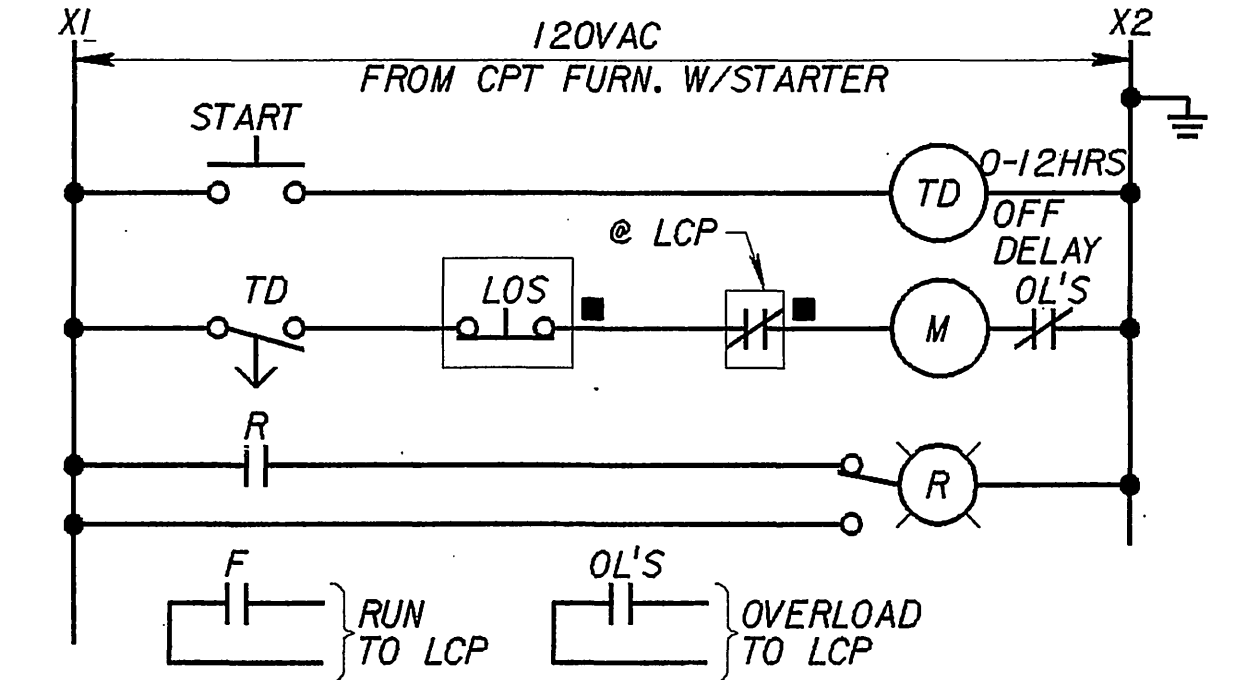 X1
120VAC
X2
FROM CPT FURN. W/STARTER
START
TD
0-12HRS
OFF
DELAY
@ LCP
TD
LOS
M
OL'S
R
R
F
RUN
TO LCP
OL'S
OVERLOAD
TO LCP